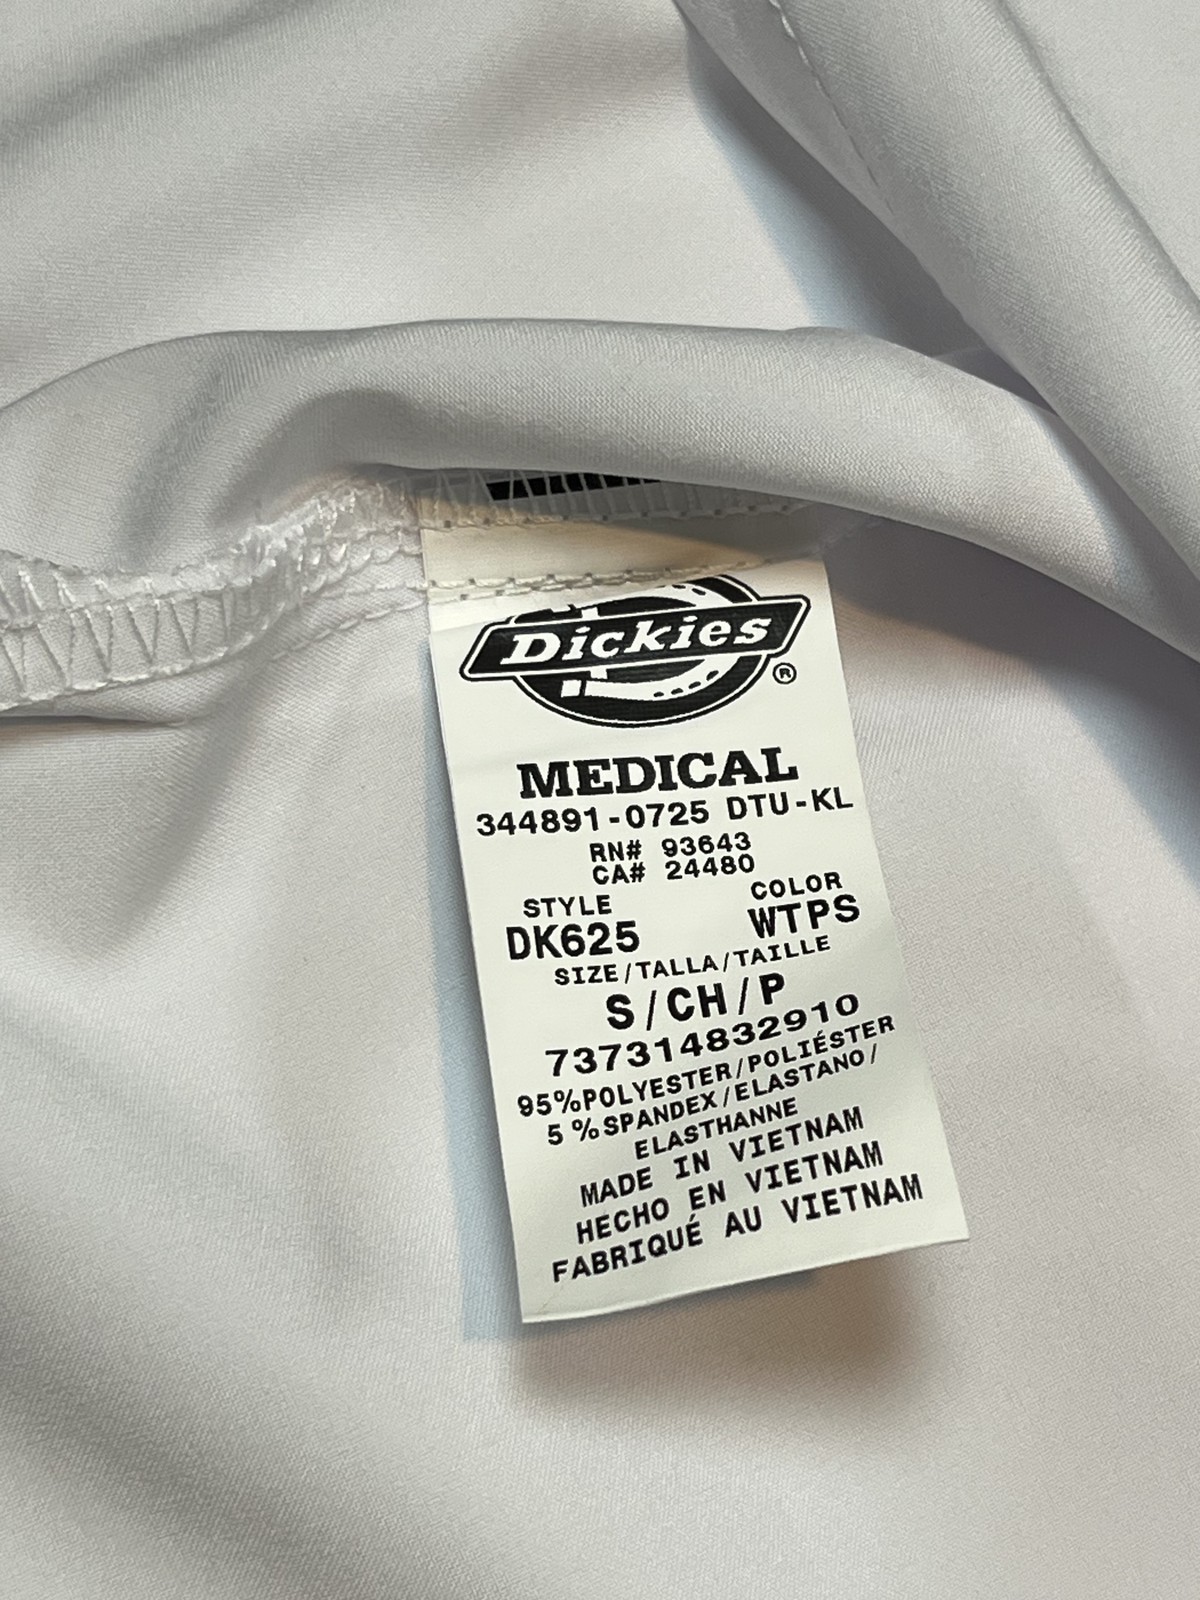 Dickies®
MEDICAL
344891-0725 DTU-KL
RN# 93643
CA# 24480
STYLE COLOR
DK625 WTPS
SIZE/TALLA/TAILLE
S/CH/P
737314832910
95%POLYESTER/POLIÉSTER
5%SPANDEX/ELASTANO/
ELASTHANNE
MADE IN VIETNAM
HECHO EN VIETNAM
FABRIQUÉ AU VIETNAM